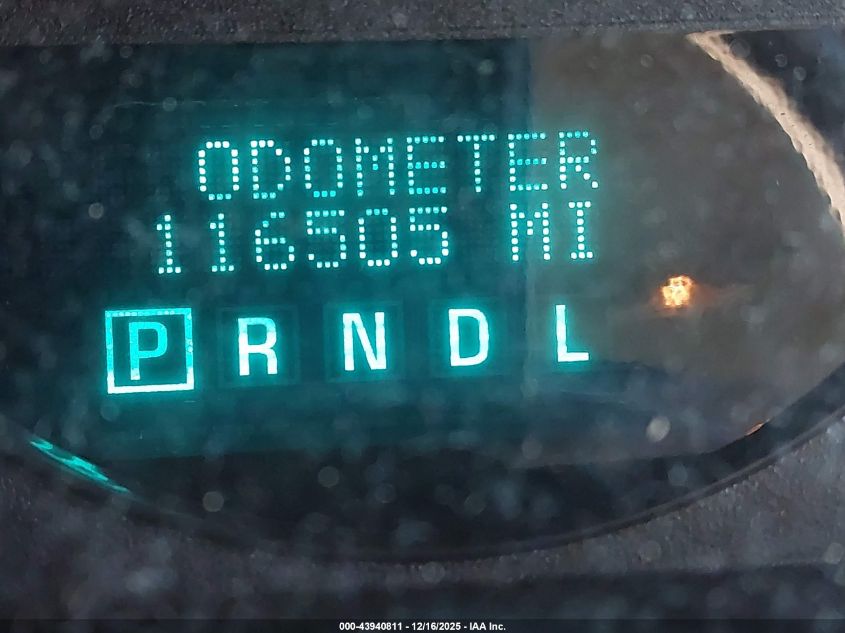 ODOMETER
116505 MI
P R N D L
000-43940811 - 12/16/2025 - IAA Inc.